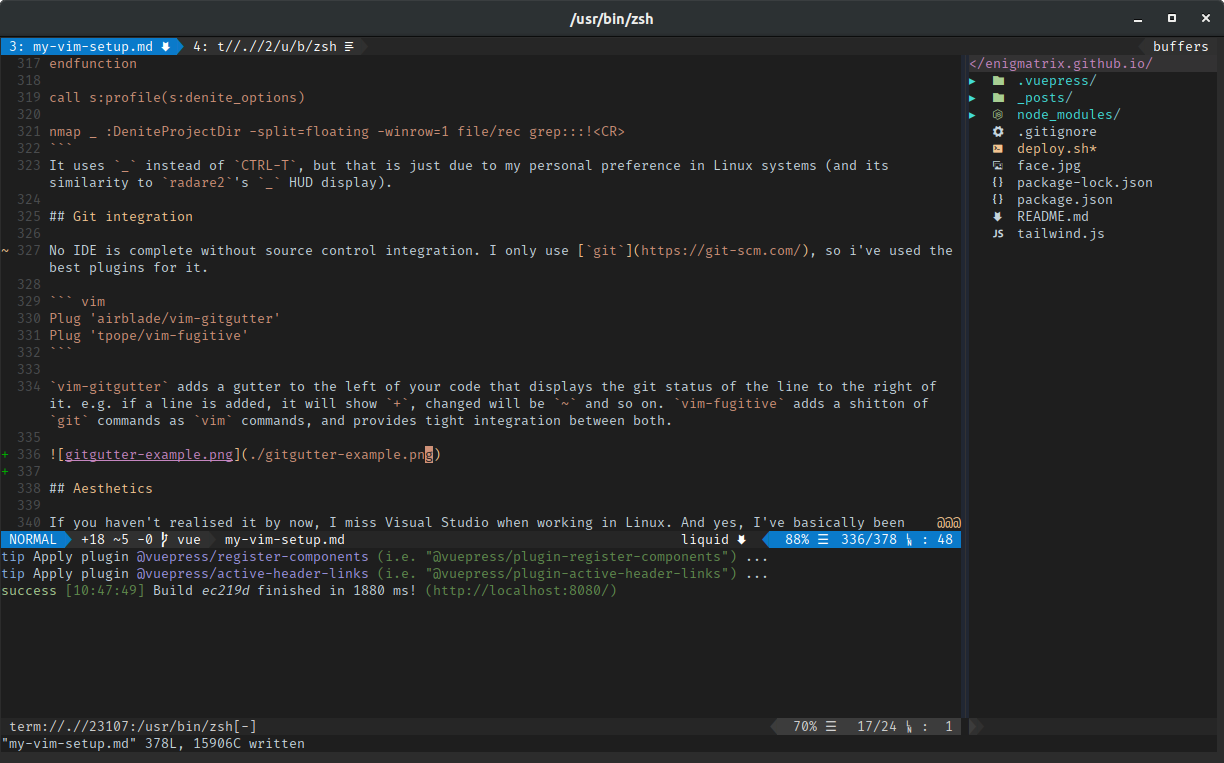 /usr/bin/zsh
3: my-vim-setup.md 4: t//.//2/u/b/zsh buffers
317 endfunction
318
319 call s:profile(s:denite_options)
320
321 nmap _ :DeniteProjectDir -split=floating -winrow=1 file/rec grep:::!<CR>
322 ```
323 It uses `_` instead of `CTRL-T`, but that is just due to my personal preference in Linux systems (and its
similarity to `radare2`'s `_` HUD display).
324
325 ## Git integration
326
~ 327 No IDE is complete without source control integration. I only use [`git`](https://git-scm.com/), so i've used the
best plugins for it.
328
329 ``` vim
330 Plug 'airblade/vim-gitgutter'
331 Plug 'tpope/vim-fugitive'
332 ```
333
334 `vim-gitgutter` adds a gutter to the left of your code that displays the git status of the line to the right of
it. e.g. if a line is added, it will show `+`, changed will be `~` and so on. `vim-fugitive` adds a shitton of
`git` commands as `vim` commands, and provides tight integration between both.
335
+ 336 ![gitgutter-example.png](./gitgutter-example.png)
+ 337
338 ## Aesthetics
339
340 If you haven't realised it by now, I miss Visual Studio when working in Linux. And yes, I've basically been @@@
NORMAL +18 ~5 -0 vue my-vim-setup.md liquid 88% ☰ 336/378 : 48
tip Apply plugin @vuepress/register-components (i.e. "@vuepress/plugin-register-components") ...
tip Apply plugin @vuepress/active-header-links (i.e. "@vuepress/plugin-active-header-links") ...
success [10:47:49] Build ec219d finished in 1880 ms! (http://localhost:8080/)
term://.//23107:/usr/bin/zsh[-] 70% ☰ 17/24 : 1
"my-vim-setup.md" 378L, 15906C written
</enigmatrix.github.io/
.vuepress/
_posts/
node_modules/
.gitignore
deploy.sh*
face.jpg
{} package-lock.json
{} package.json
README.md
JS tailwind.js